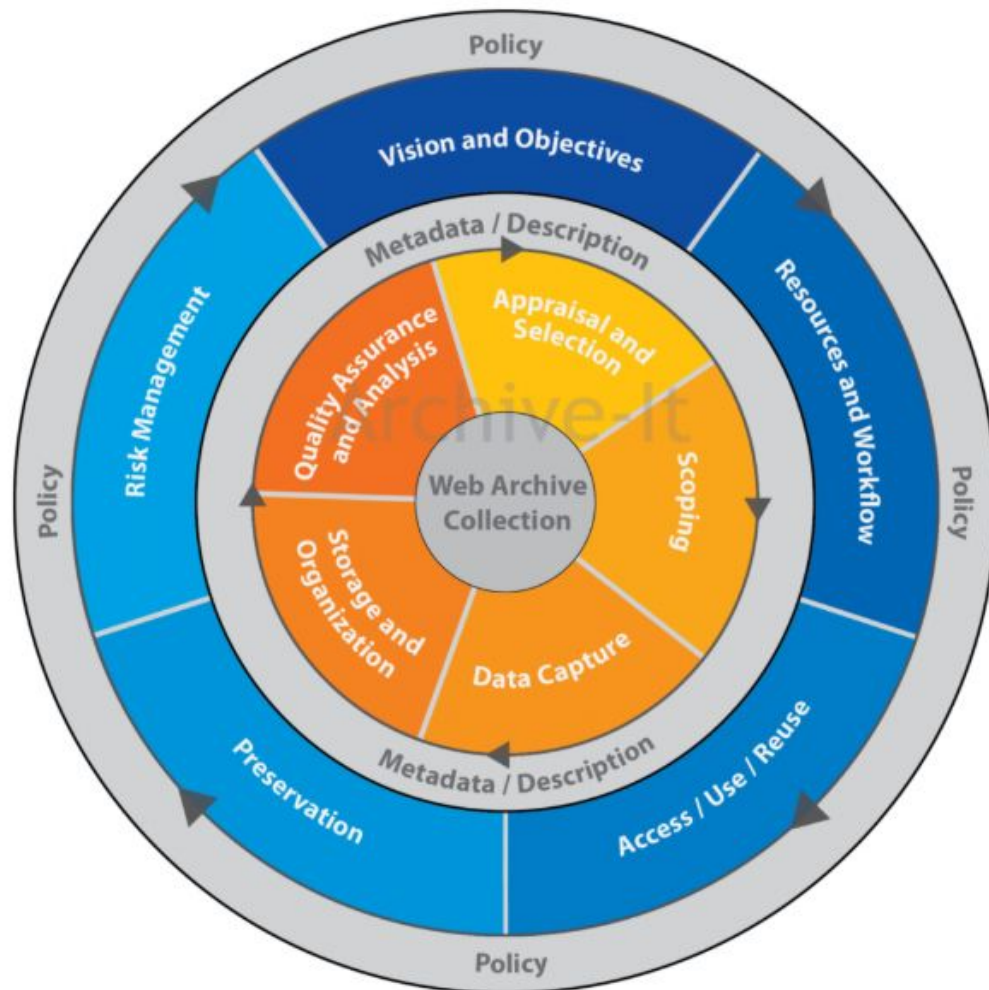 Policy
Vision and Objectives
Resources and Workflow
Access / Use / Reuse
Preservation
Risk Management
Policy
Policy
Policy
Metadata / Description
Appraisal and
Selection
Scoping
Data Capture
Storage and
Organization
Quality Assurance
and Analysis
Metadata / Description
Archive-It
Web Archive
Collection